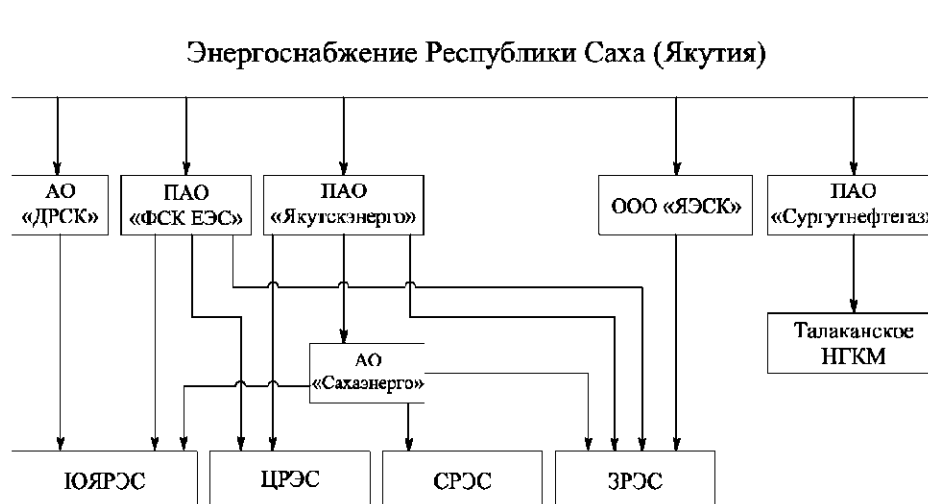 Энергоснабжение Республики Саха (Якутия)
АО
«ДРСК»
ПАО
«ФСК ЕЭС»
ПАО
«Якутскэнерго»
ООО «ЯЭСК»
ПАО
«Сургутнефтегаз»
Талаканское
НГКМ
АО
«Сахаэнерго»
ЮЯРЭС
ЦРЭС
СРЭС
ЗРЭС